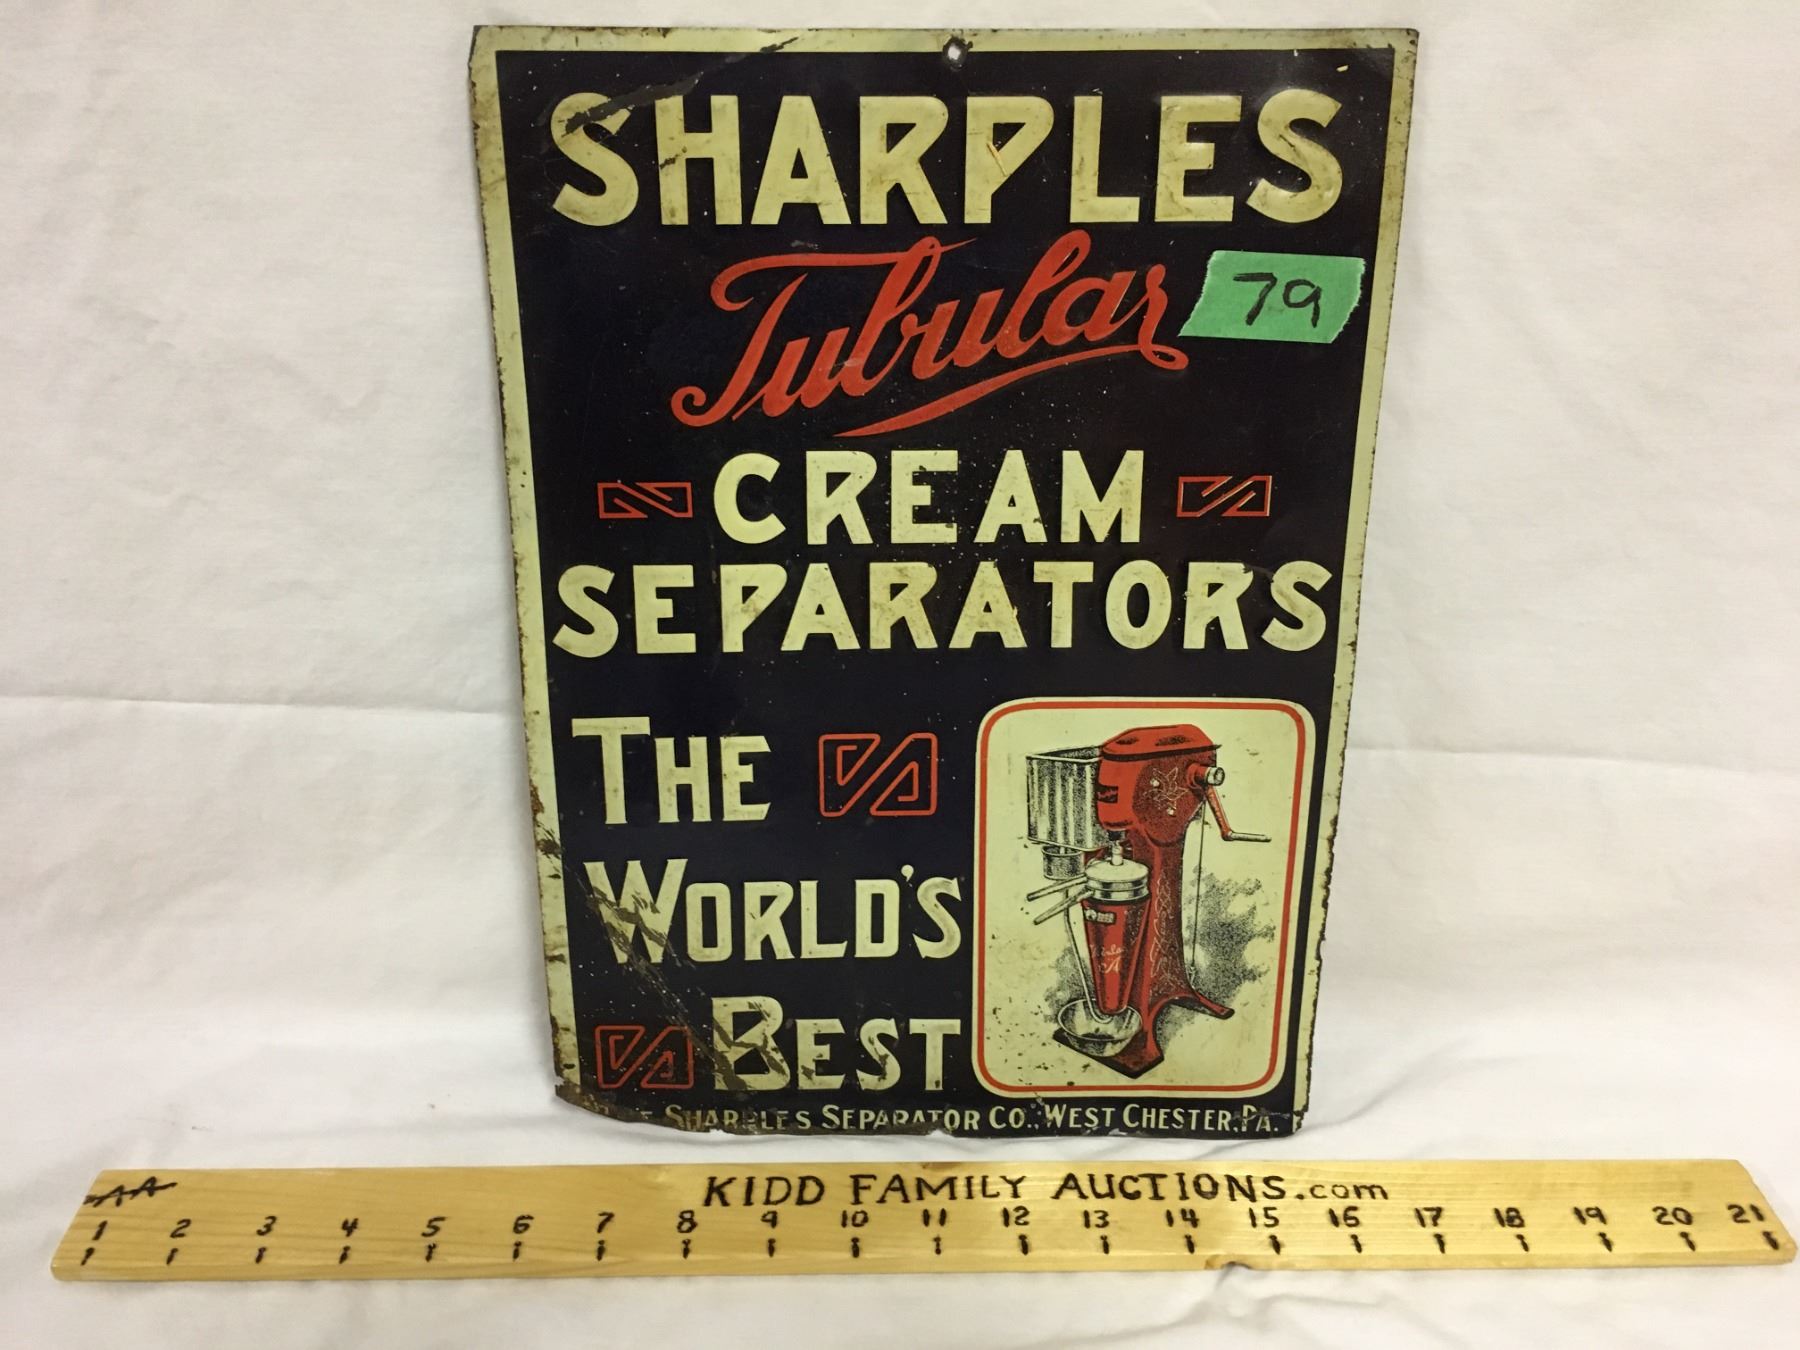 SHARPLES
Tubular
79
CREAM
SEPARATORS
THE
WORLD'S
BEST
SHARPLES SEPARATOR CO., WEST CHESTER, PA.
KIDD FAMILY AUCTIONS.com
1 2 3 4 5 6 7 8 9 10 11 12 13 14 15 16 17 18 19 20 21